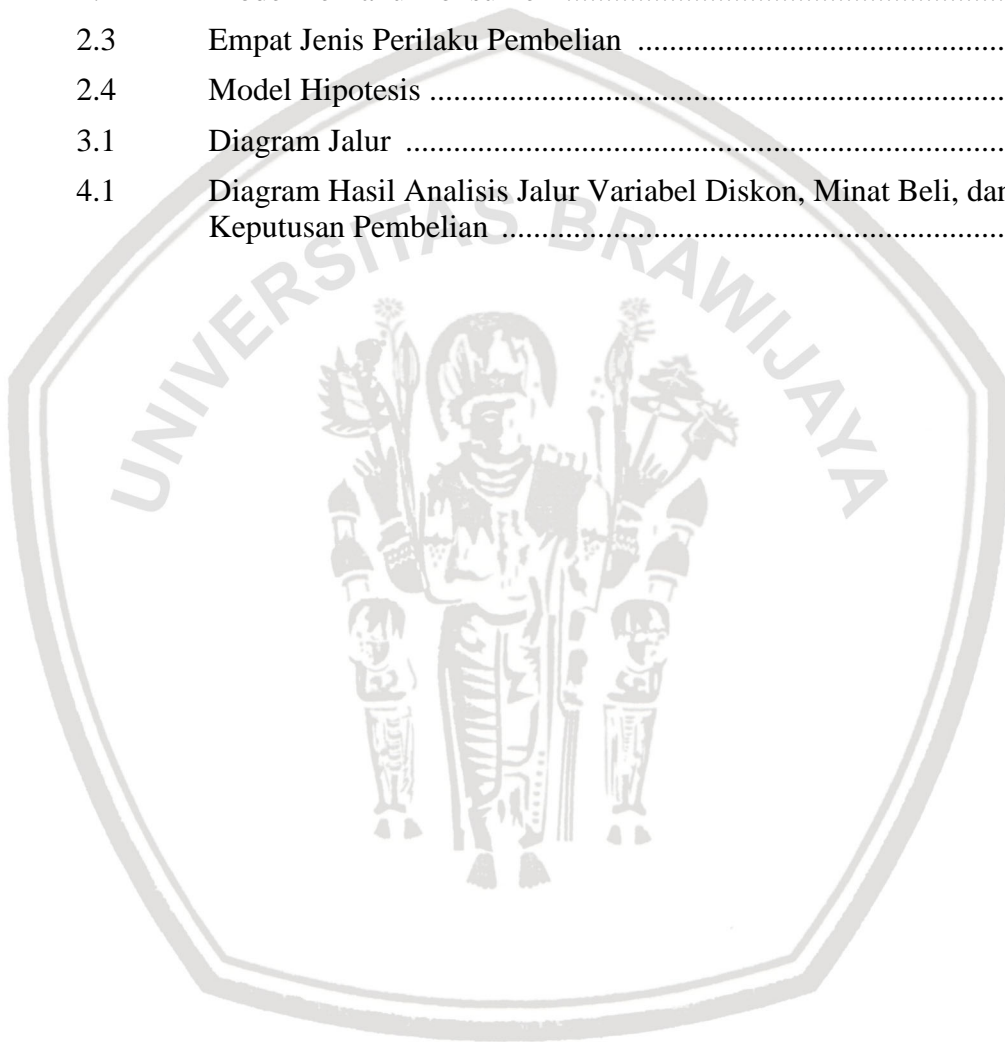 2.3 Empat Jenis Perilaku Pembelian ........................................
2.4 Model Hipotesis ........................................
3.1 Diagram Jalur ........................................
4.1 Diagram Hasil Analisis Jalur Variabel Diskon, Minat Beli, dan
Keputusan Pembelian ........................................
UNIVERSITAS BRAWIJAYA